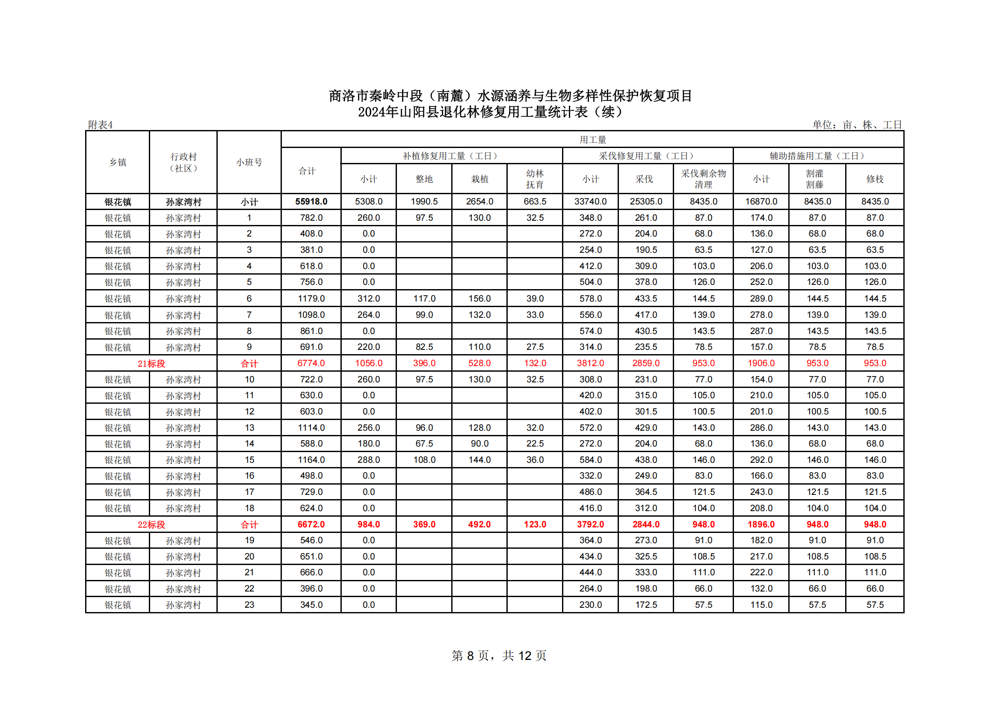 商洛市秦岭中段（南麓）水源涵养与生物多样性保护恢复项目
2024年山阳县退化林修复用工量统计表（续）
附表4 单位：亩、株、工日
乡镇 行政村（社区） 小班号 用工量
合计 补植修复用工量（工日） 采伐修复用工量（工日） 辅助措施用工量（工日）
小计 整地 栽植 幼林抚育 小计 采伐 采伐剩余物清理 小计 割灌割藤 修枝
银花镇 孙家湾村 小计 55918.0 5308.0 1990.5 2654.0 663.5 33740.0 25305.0 8435.0 16870.0 8435.0 8435.0
银花镇 孙家湾村 1 782.0 260.0 97.5 130.0 32.5 348.0 261.0 87.0 174.0 87.0 87.0
银花镇 孙家湾村 2 408.0 0.0 272.0 204.0 68.0 136.0 68.0 68.0
银花镇 孙家湾村 3 381.0 0.0 254.0 190.5 63.5 127.0 63.5 63.5
银花镇 孙家湾村 4 618.0 0.0 412.0 309.0 103.0 206.0 103.0 103.0
银花镇 孙家湾村 5 756.0 0.0 504.0 378.0 126.0 252.0 126.0 126.0
银花镇 孙家湾村 6 1179.0 312.0 117.0 156.0 39.0 578.0 433.5 144.5 289.0 144.5 144.5
银花镇 孙家湾村 7 1098.0 264.0 99.0 132.0 33.0 556.0 417.0 139.0 278.0 139.0 139.0
银花镇 孙家湾村 8 861.0 0.0 574.0 430.5 143.5 287.0 143.5 143.5
银花镇 孙家湾村 9 691.0 220.0 82.5 110.0 27.5 314.0 235.5 78.5 157.0 78.5 78.5
21标段 合计 6774.0 1056.0 396.0 528.0 132.0 3812.0 2859.0 953.0 1906.0 953.0 953.0
银花镇 孙家湾村 10 722.0 260.0 97.5 130.0 32.5 308.0 231.0 77.0 154.0 77.0 77.0
银花镇 孙家湾村 11 630.0 0.0 420.0 315.0 105.0 210.0 105.0 105.0
银花镇 孙家湾村 12 603.0 0.0 402.0 301.5 100.5 201.0 100.5 100.5
银花镇 孙家湾村 13 1114.0 256.0 96.0 128.0 32.0 572.0 429.0 143.0 286.0 143.0 143.0
银花镇 孙家湾村 14 588.0 180.0 67.5 90.0 22.5 272.0 204.0 68.0 136.0 68.0 68.0
银花镇 孙家湾村 15 1164.0 288.0 108.0 144.0 36.0 584.0 438.0 146.0 292.0 146.0 146.0
银花镇 孙家湾村 16 498.0 0.0 332.0 249.0 83.0 166.0 83.0 83.0
银花镇 孙家湾村 17 729.0 0.0 486.0 364.5 121.5 243.0 121.5 121.5
银花镇 孙家湾村 18 624.0 0.0 416.0 312.0 104.0 208.0 104.0 104.0
22标段 合计 6672.0 984.0 369.0 492.0 123.0 3792.0 2844.0 948.0 1896.0 948.0 948.0
银花镇 孙家湾村 19 546.0 0.0 364.0 273.0 91.0 182.0 91.0 91.0
银花镇 孙家湾村 20 651.0 0.0 434.0 325.5 108.5 217.0 108.5 108.5
银花镇 孙家湾村 21 666.0 0.0 444.0 333.0 111.0 222.0 111.0 111.0
银花镇 孙家湾村 22 396.0 0.0 264.0 198.0 66.0 132.0 66.0 66.0
银花镇 孙家湾村 23 345.0 0.0 230.0 172.5 57.5 115.0 57.5 57.5
第 8 页，共 12 页